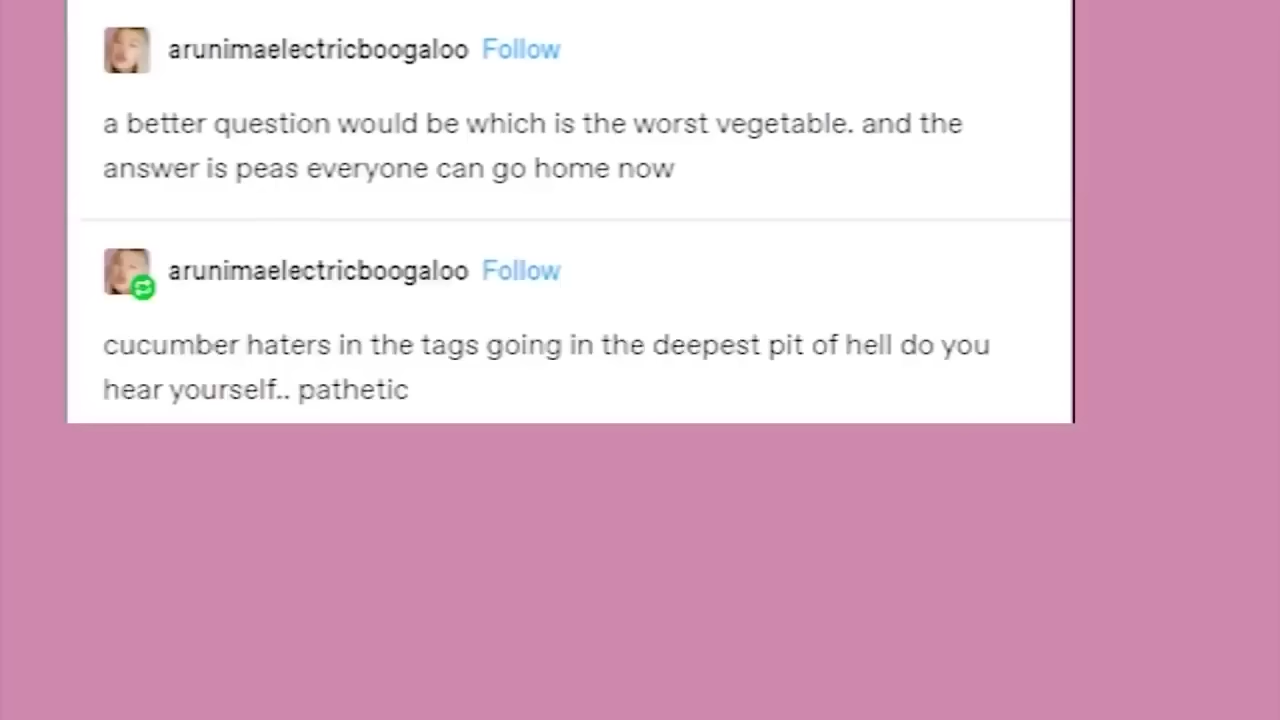 arunimaelectricboogaloo Follow
a better question would be which is the worst vegetable. and the
answer is peas everyone can go home now
arunimaelectricboogaloo Follow
cucumber haters in the tags going in the deepest pit of hell do you
hear yourself.. pathetic